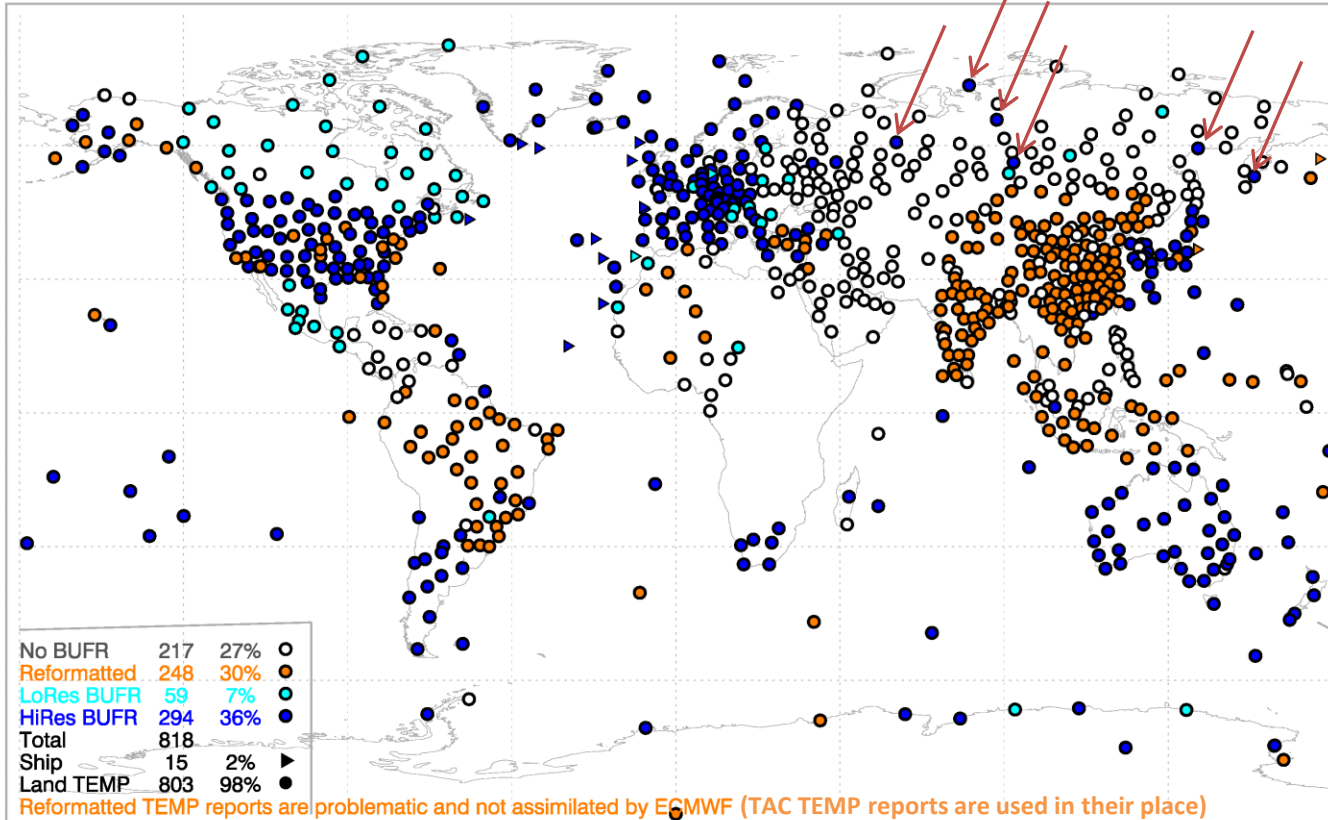 No BUFR 217 27%
Reformatted 248 30%
LoRes BUFR 59 7%
HiRes BUFR 294 36%
Total 818
Ship 15 2%
Land TEMP 803 98%
Reformatted TEMP reports are problematic and not assimilated by ECMWF (TAC TEMP reports are used in their place)